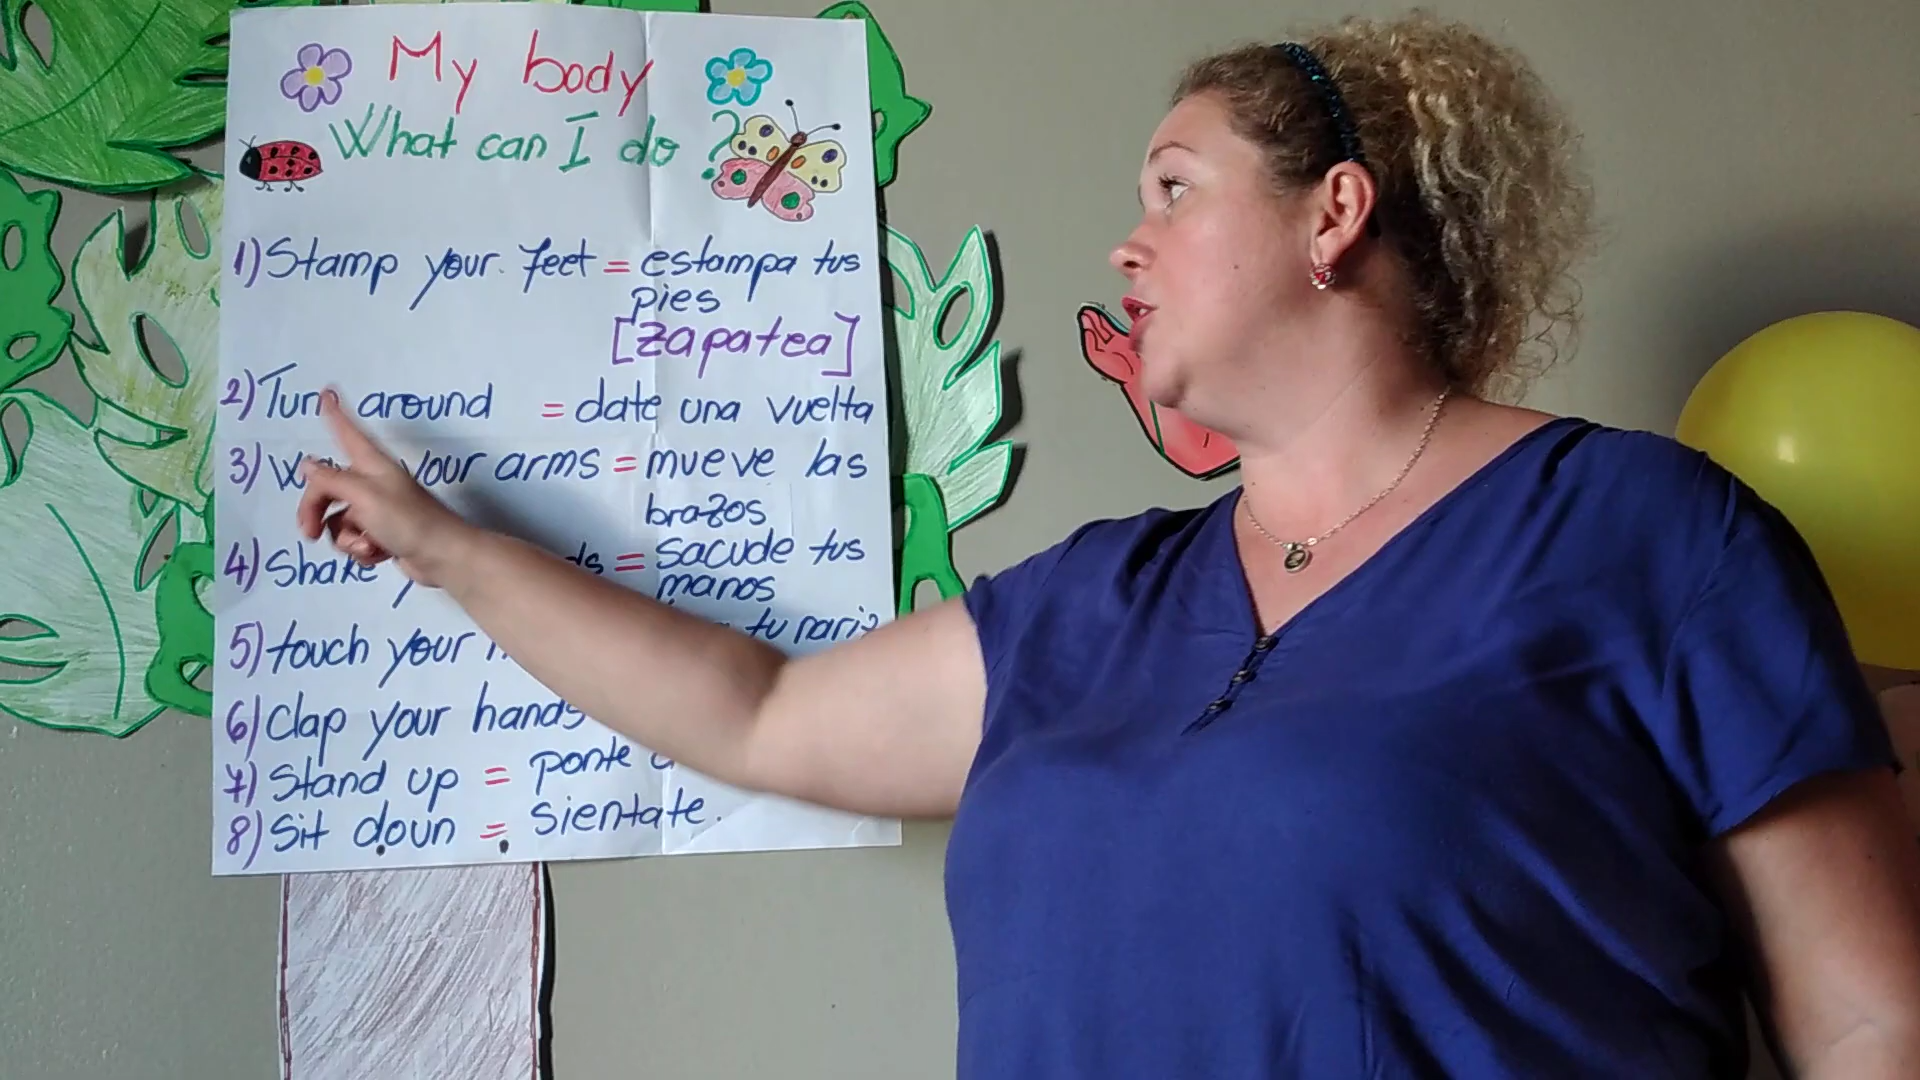 My body
What can I do ?
1) Stamp your feet = estampa tus
pies
[zapatea]
2) Turn around = date una vuelta
3) your arms = mueve las
brazos
4) Shake = sacude tus
manos
5) touch your tu nariz
6) Clap your hands
7) Stand up = ponte
8) Sit down = sientate.